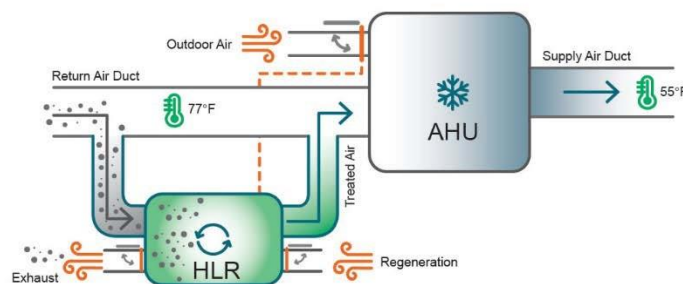 Outdoor Air
Supply Air Duct
Return Air Duct
77°F
55°F
AHU
Treated Air
HLR
Exhaust
Regeneration